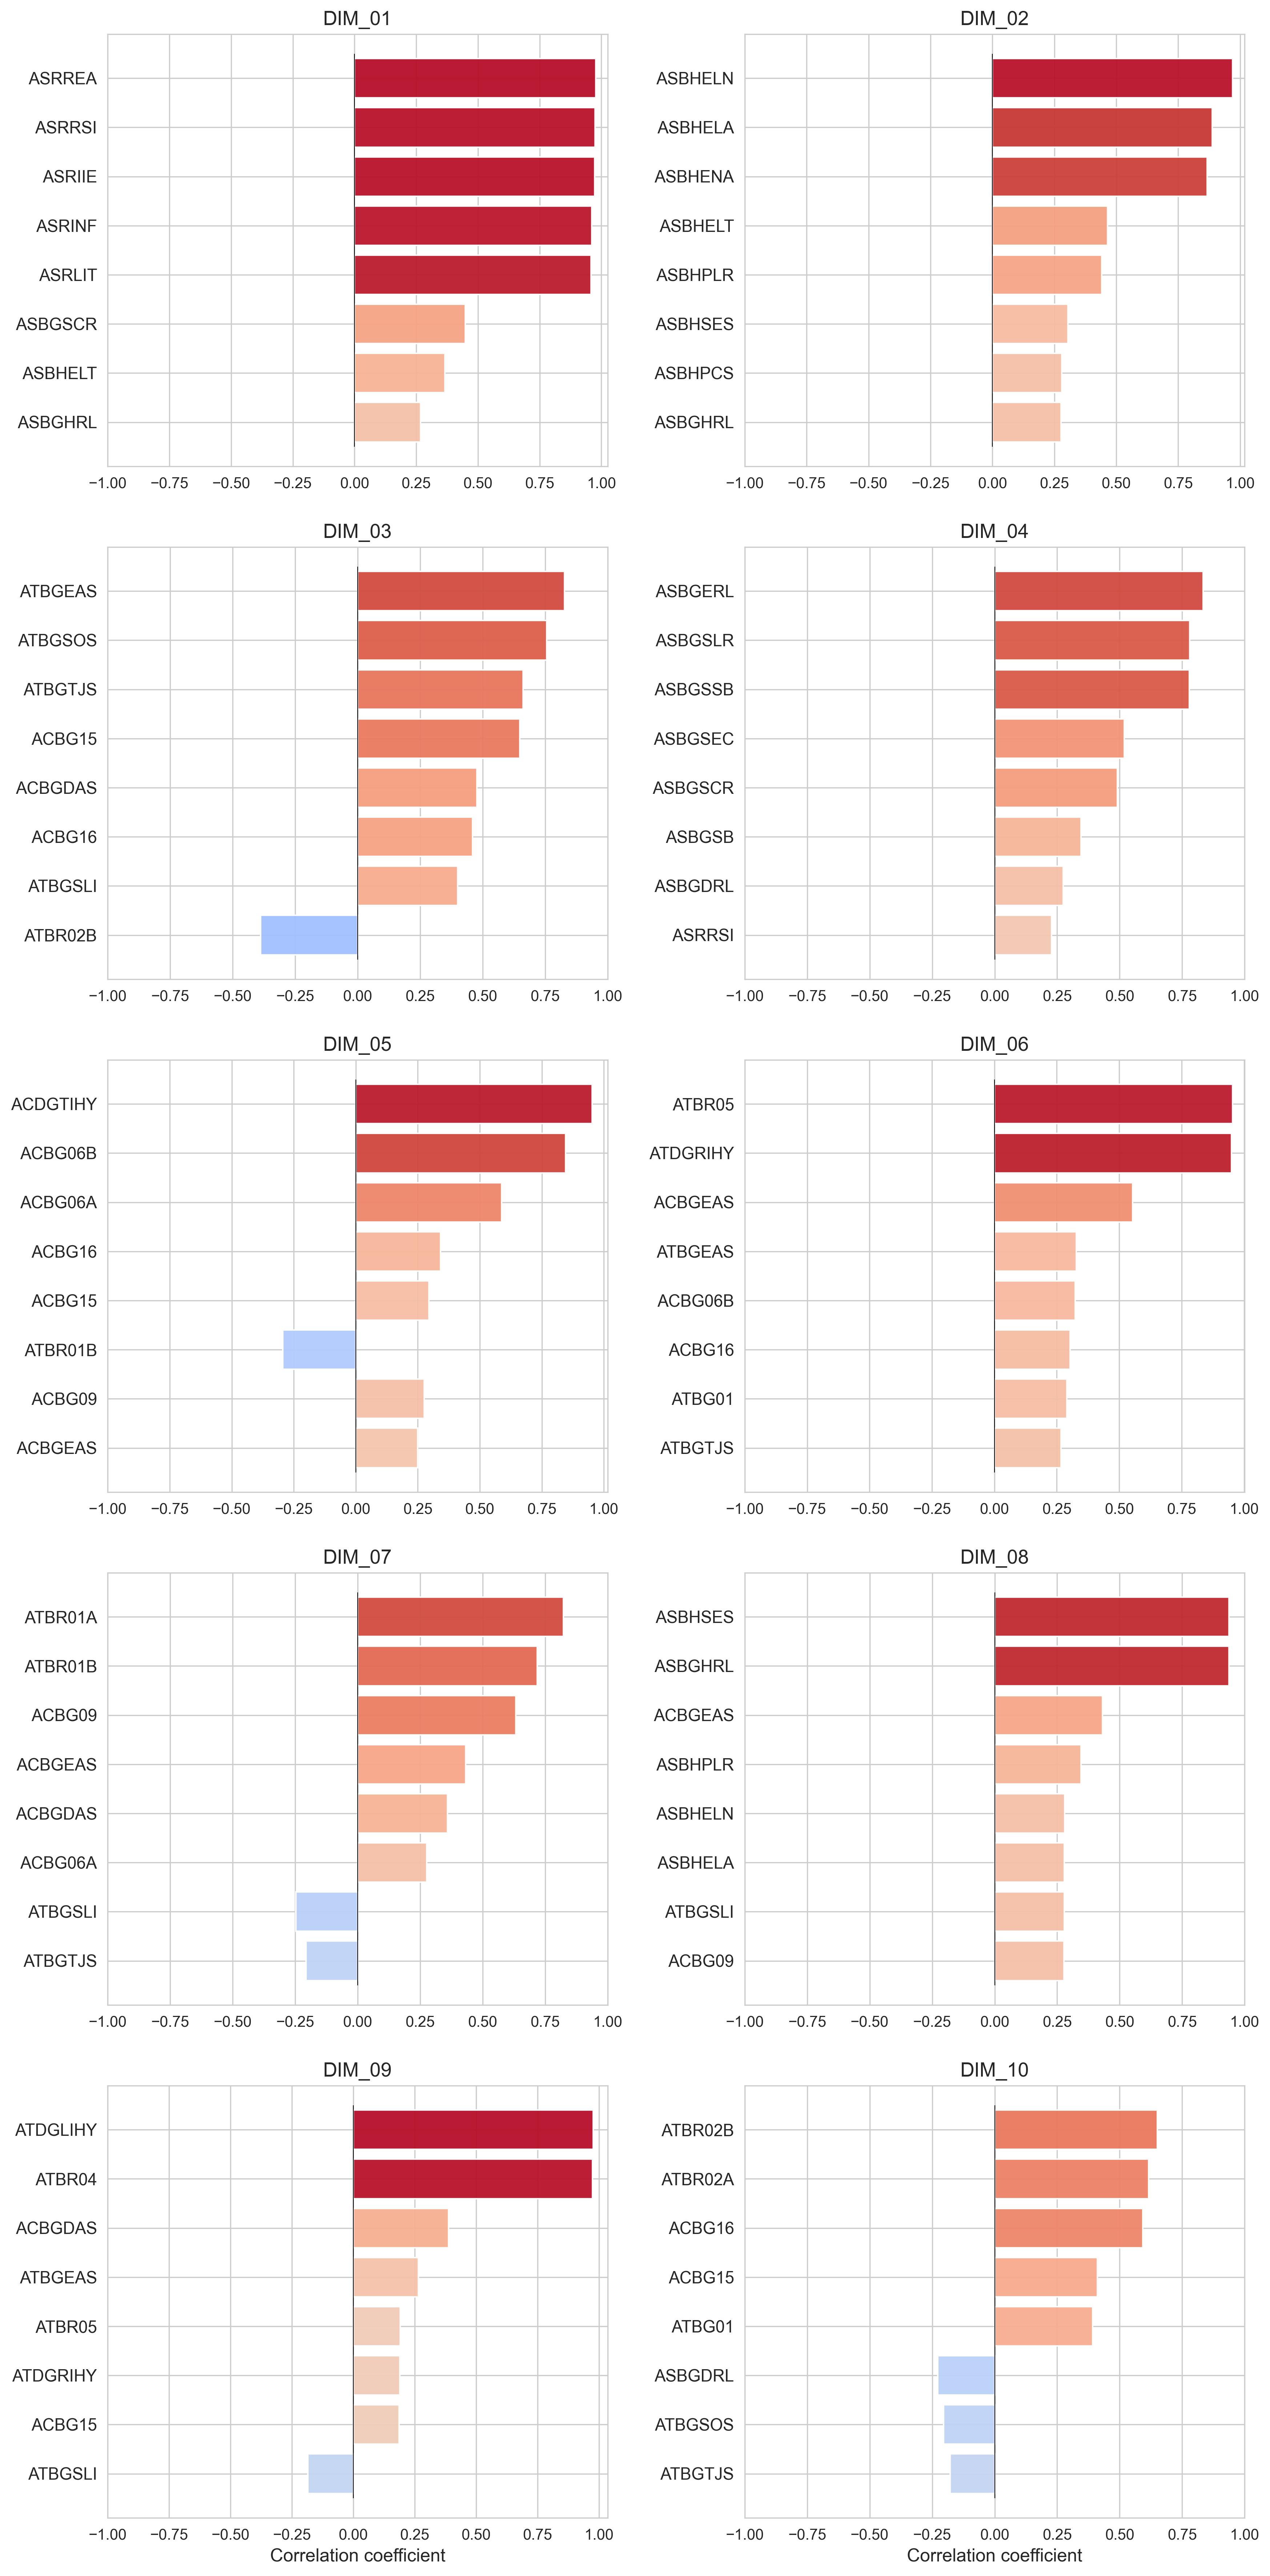 DIM_01
ASRREA
ASRRSI
ASRIIE
ASRINF
ASRLIT
ASBGSCR
ASBHELT
ASBGHRL
−1.00 −0.75 −0.50 −0.25 0.00 0.25 0.50 0.75 1.00
DIM_02
ASBHELN
ASBHELA
ASBHENA
ASBHELT
ASBHPLR
ASBHSES
ASBHPCS
ASBGHRL
−1.00 −0.75 −0.50 −0.25 0.00 0.25 0.50 0.75 1.00
DIM_03
ATBGEAS
ATBGSOS
ATBGTJS
ACBG15
ACBGDAS
ACBG16
ATBGSLI
ATBR02B
−1.00 −0.75 −0.50 −0.25 0.00 0.25 0.50 0.75 1.00
DIM_04
ASBGERL
ASBGSLR
ASBGSSB
ASBGSEC
ASBGSCR
ASBGSB
ASBGDRL
ASRRSI
−1.00 −0.75 −0.50 −0.25 0.00 0.25 0.50 0.75 1.00
DIM_05
ACDGTIHY
ACBG06B
ACBG06A
ACBG16
ACBG15
ATBR01B
ACBG09
ACBGEAS
−1.00 −0.75 −0.50 −0.25 0.00 0.25 0.50 0.75 1.00
DIM_06
ATBR05
ATDGRIHY
ACBGEAS
ATBGEAS
ACBG06B
ACBG16
ATBG01
ATBGTJS
−1.00 −0.75 −0.50 −0.25 0.00 0.25 0.50 0.75 1.00
DIM_07
ATBR01A
ATBR01B
ACBG09
ACBGEAS
ACBGDAS
ACBG06A
ATBGSLI
ATBGTJS
−1.00 −0.75 −0.50 −0.25 0.00 0.25 0.50 0.75 1.00
DIM_08
ASBHSES
ASBGHRL
ACBGEAS
ASBHPLR
ASBHELN
ASBHELA
ATBGSLI
ACBG09
−1.00 −0.75 −0.50 −0.25 0.00 0.25 0.50 0.75 1.00
DIM_09
ATDGLIHY
ATBR04
ACBGDAS
ATBGEAS
ATBR05
ATDGRIHY
ACBG15
ATBGSLI
−1.00 −0.75 −0.50 −0.25 0.00 0.25 0.50 0.75 1.00
Correlation coefficient
DIM_10
ATBR02B
ATBR02A
ACBG16
ACBG15
ATBG01
ASBGDRL
ATBGSOS
ATBGTJS
−1.00 −0.75 −0.50 −0.25 0.00 0.25 0.50 0.75 1.00
Correlation coefficient